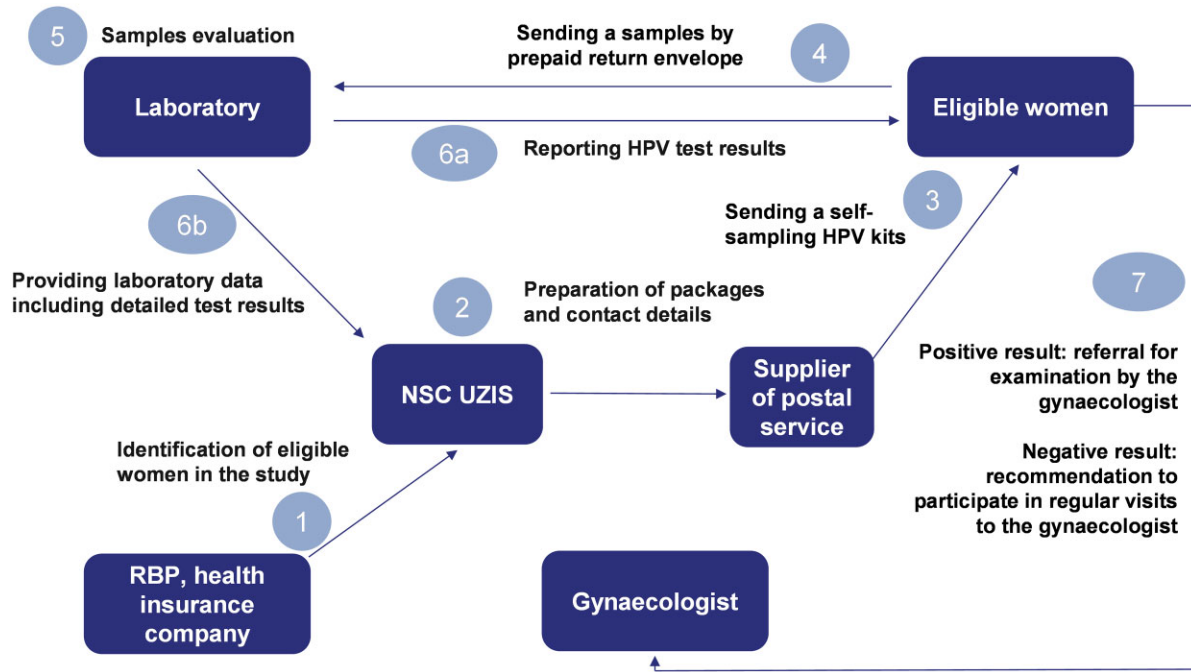 5
Samples evaluation
Sending a samples by
prepaid return envelope
4
Laboratory
Eligible women
6a
Reporting HPV test results
3
Sending a self-
sampling HPV kits
6b
Providing laboratory data
including detailed test results
2
Preparation of packages
and contact details
7
NSC UZIS
Supplier
of postal
service
Positive result: referral for
examination by the
gynaecologist
Negative result:
recommendation to
participate in regular visits
to the gynaecologist
Identification of eligible
women in the study
1
RBP, health
insurance
company
Gynaecologist